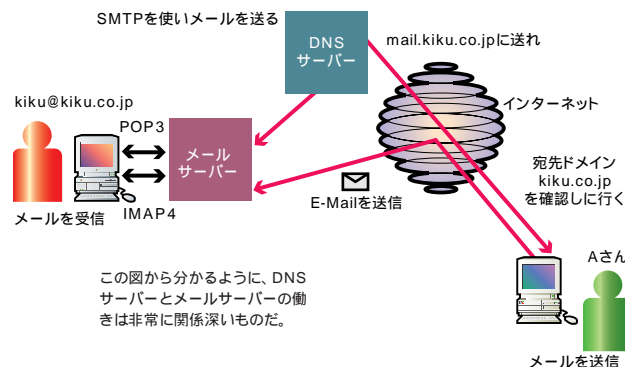 SMTPを使いメールを送る
DNS
サーバー
mail.kiku.co.jpに送れ
kiku@kiku.co.jp
インターネット
POP3
メール
サーバー
宛先ドメイン
kiku.co.jp
を確認しに行く
E-Mailを送信
メールを受信
IMAP4
Aさん
この図から分かるように、DNS
サーバーとメールサーバーの働
きは非常に関係深いものだ。
メールを送信